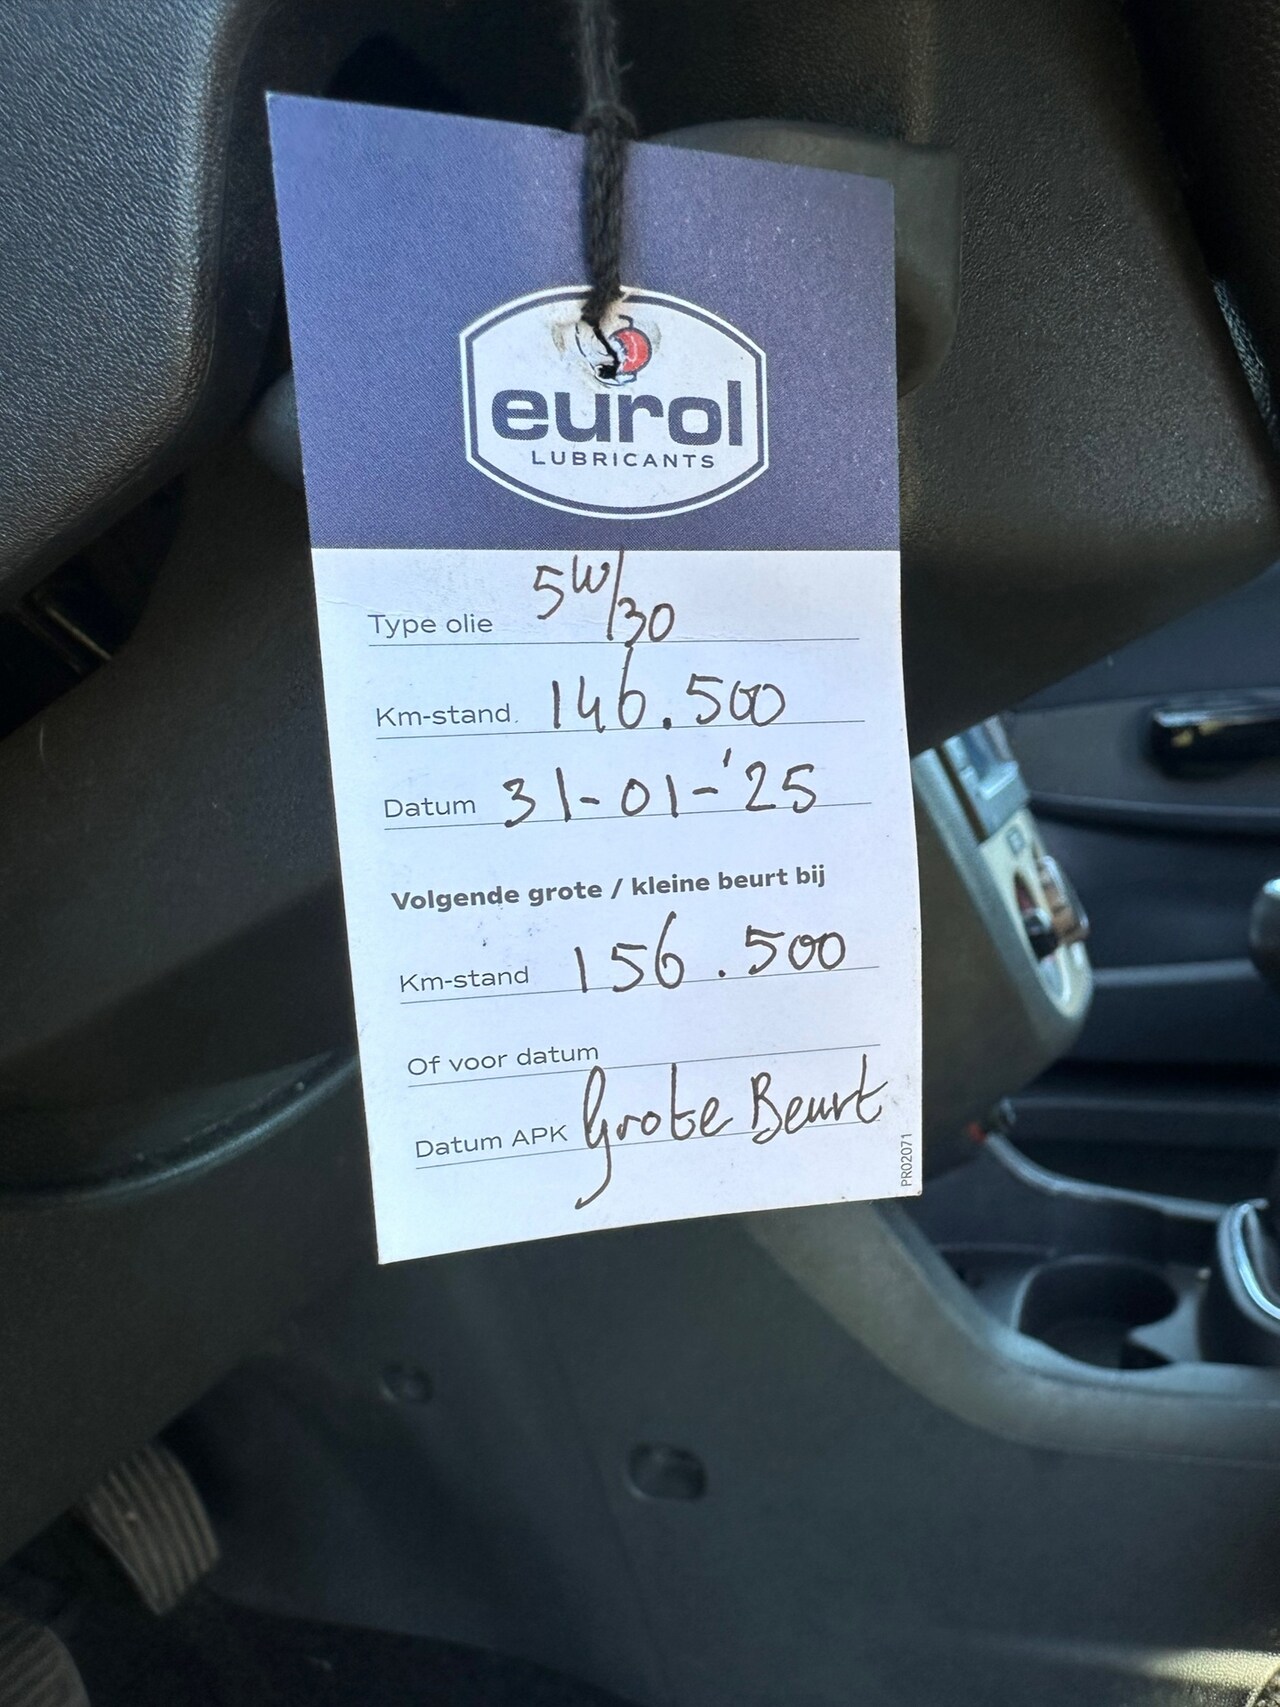 eurol
LUBRICANTS
Type olie 5W/30
Km-stand. 146.500
Datum 31-01-'25
Volgende grote / kleine beurt bij
Km-stand 156.500
Of voor datum
Datum APK Grote Beurt
PR02071